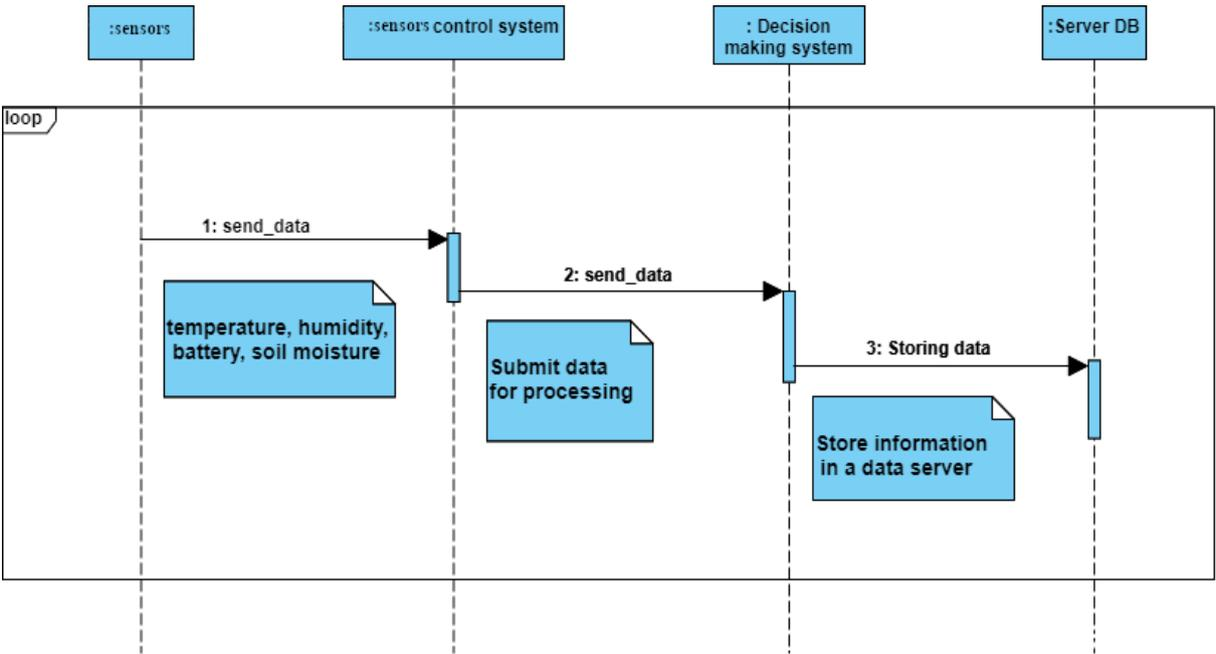 :sensors
:sensors control system
: Decision
making system
:Server DB
loop
1: send_data
2: send_data
temperature, humidity,
battery, soil moisture
3: Storing data
Submit data
for processing
Store information
in a data server